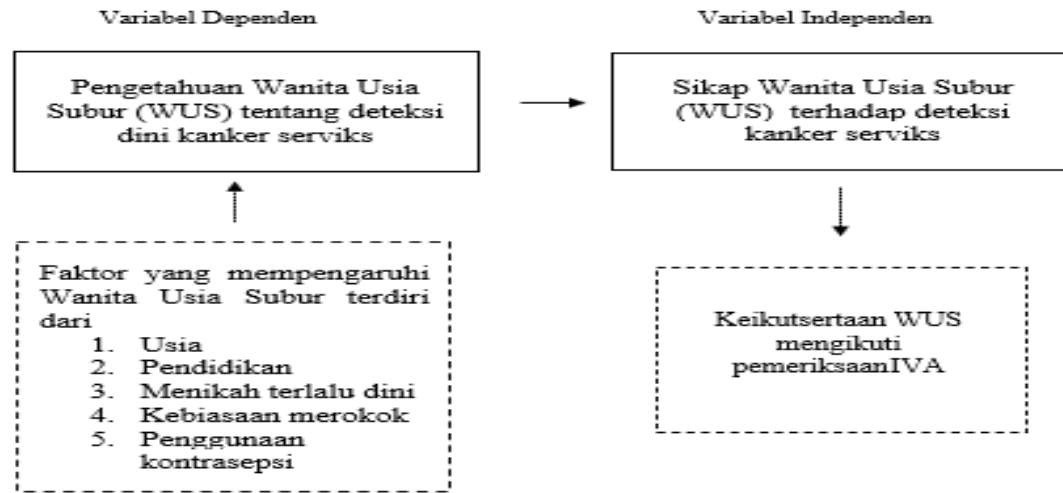 Variabel Dependen
Variabel Independen
Pengetahuan Wanita Usia
Subur (WUS) tentang deteksi
dini kanker serviks
Sikap Wanita Usia Subur
(WUS) terhadap deteksi
kanker serviks
Faktor yang mempengaruhi
Wanita Usia Subur terdiri
dari
1. Usia
2. Pendidikan
3. Menikah terlalu dini
4. Kebiasaan merokok
5. Penggunaan
kontrasepsi
Keikutsertaan WUS
mengikuti
pemeriksaanIVA